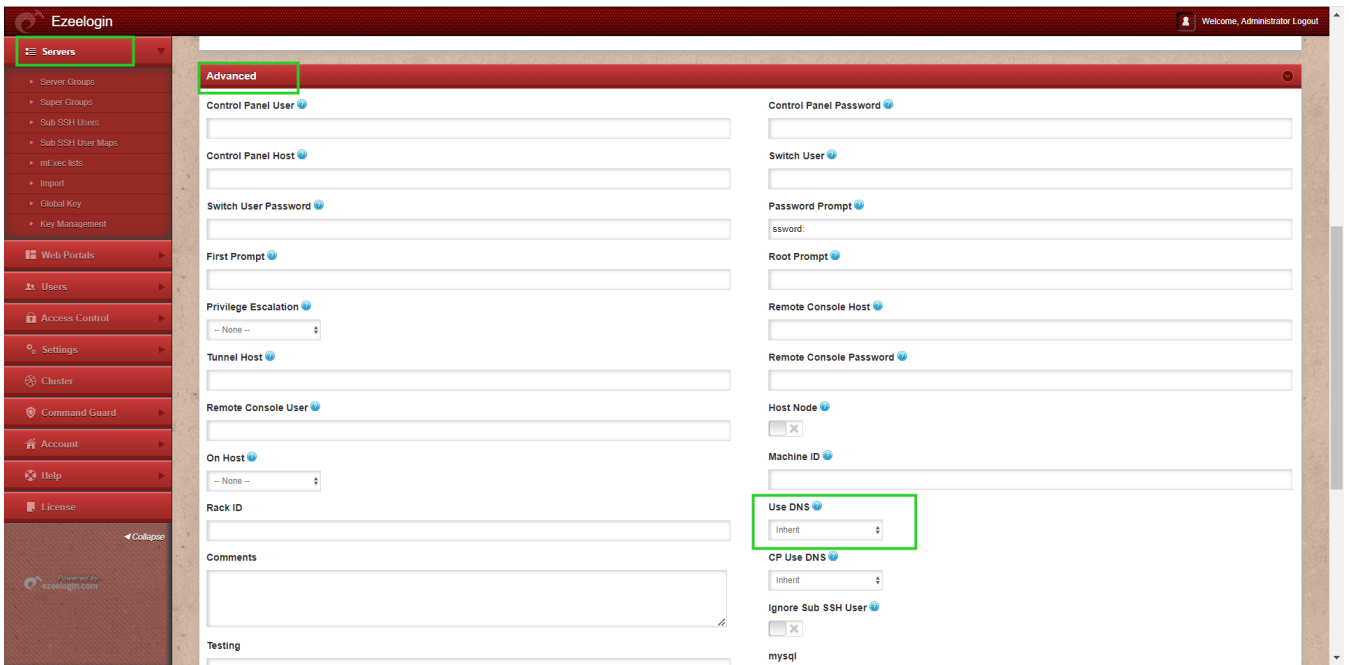 Ezeelogin
Welcome, Administrator Logout
Servers
Server Groups
Super Groups
Sub SSH Users
Sub SSH User Maps
mExec lists
Import
Global Key
Key Management
Web Portals
Users
Access Control
Settings
Cluster
Command Guard
Account
Help
License
Collapse
Powered by
ezeelogin.com
Advanced
Control Panel User
Control Panel Password
Control Panel Host
Switch User
Switch User Password
Password Prompt
ssword:
First Prompt
Root Prompt
Privilege Escalation
-- None --
Remote Console Host
Tunnel Host
Remote Console Password
Remote Console User
Host Node
On Host
-- None --
Machine ID
Rack ID
Use DNS
Inherit
Comments
CP Use DNS
Inherit
Ignore Sub SSH User
Testing
mysql